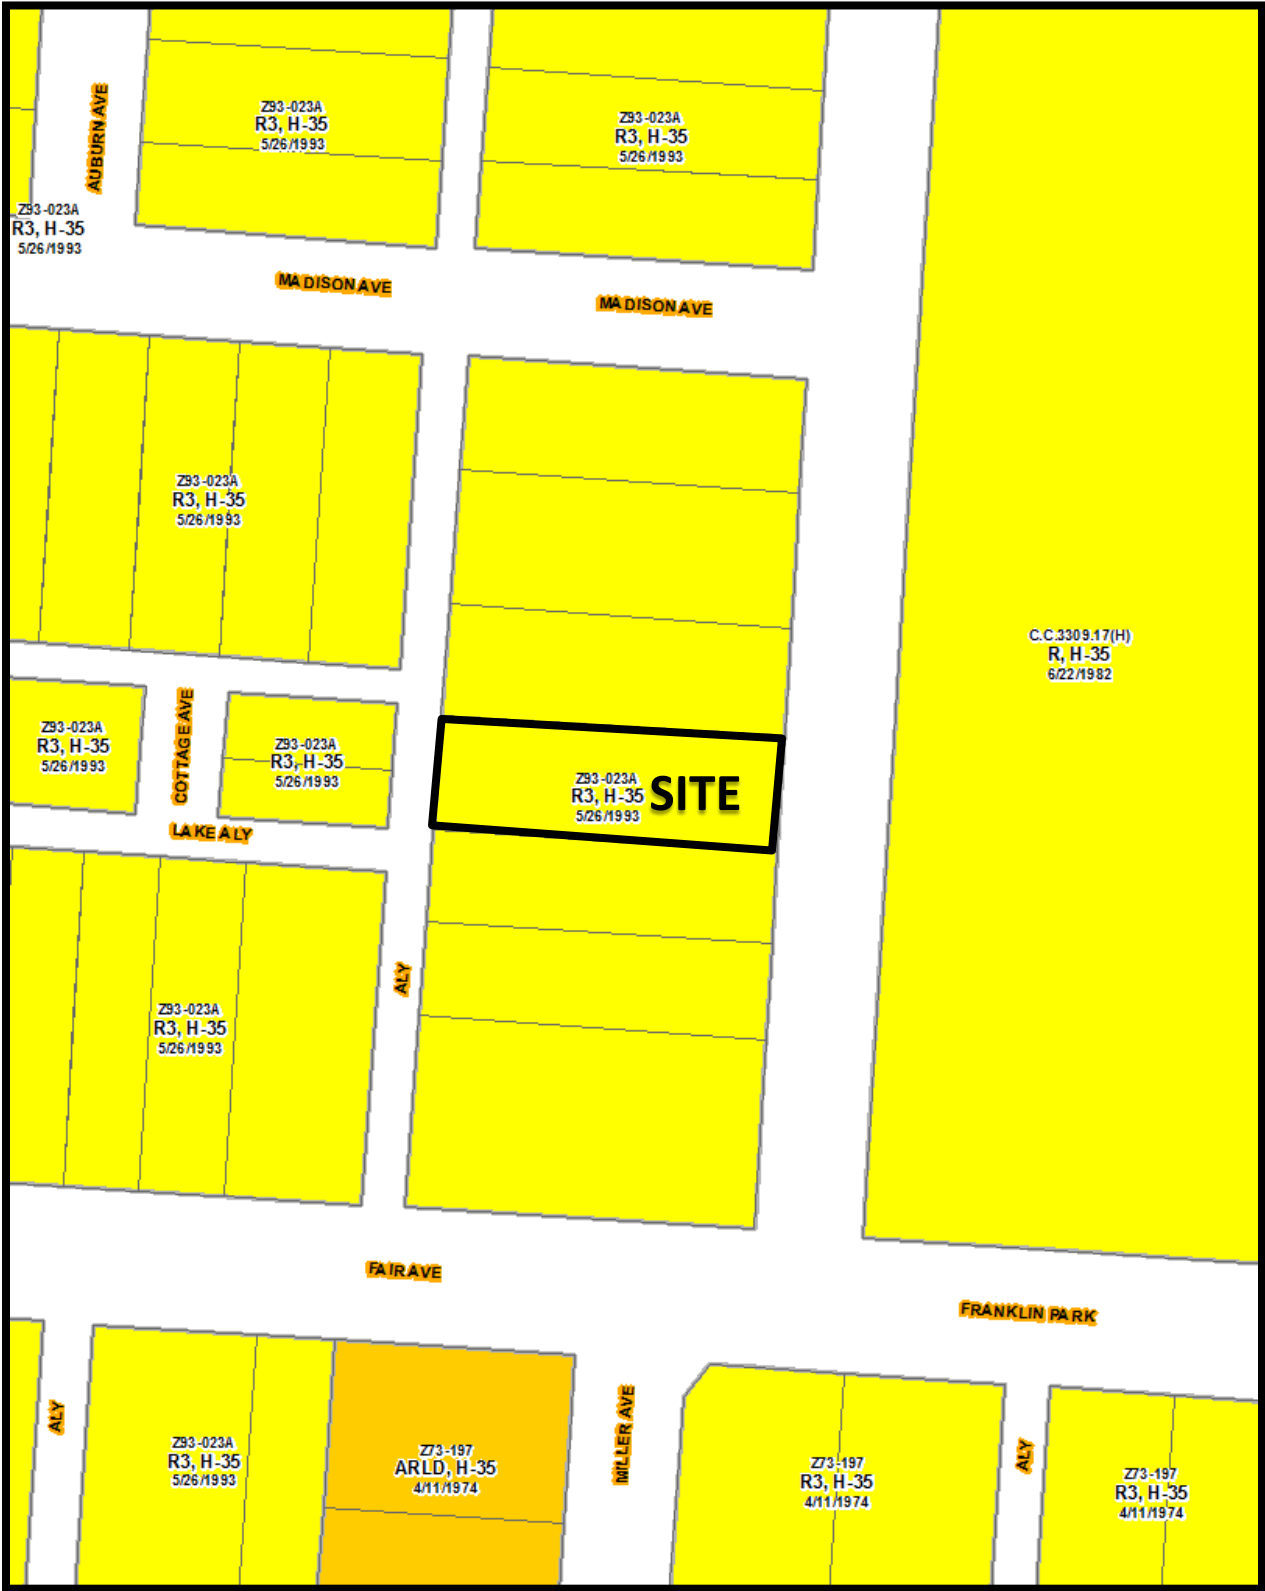 AUBURN AVE
Z93-023A
R3, H-35
5/26/1993
Z93-023A
R3, H-35
5/26/1993
Z93-023A
R3, H-35
5/26/1993
MADISON AVE
MADISON AVE
Z93-023A
R3, H-35
5/26/1993
C.C.3309.17(H)
R, H-35
6/22/1982
Z93-023A
R3, H-35
5/26/1993
COTTAGE AVE
Z93-023A
R3, H-35
5/26/1993
Z93-023A
R3, H-35
5/26/1993
SITE
LAKE ALY
ALY
Z93-023A
R3, H-35
5/26/1993
FAIR AVE
FRANKLIN PARK
ALY
Z93-023A
R3, H-35
5/26/1993
Z73-197
ARLD, H-35
4/11/1974
MILLER AVE
Z73-197
R3, H-35
4/11/1974
ALY
Z73-197
R3, H-35
4/11/1974